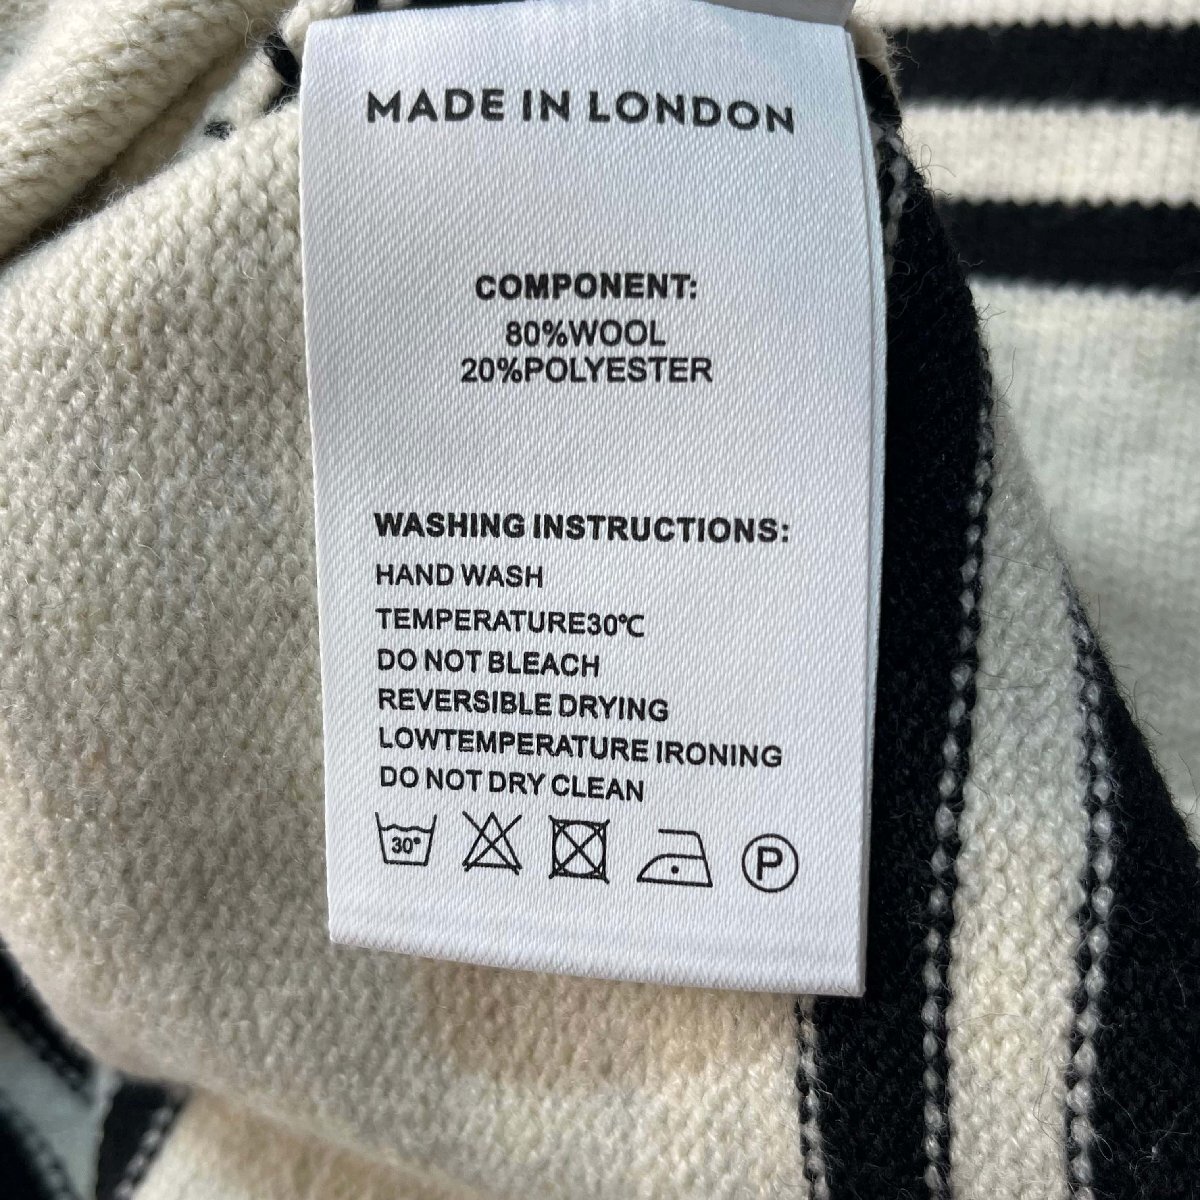 MADE IN LONDON
COMPONENT:
80%WOOL
20%POLYESTER
WASHING INSTRUCTIONS:
HAND WASH
TEMPERATURE30℃
DO NOT BLEACH
REVERSIBLE DRYING
LOWTEMPERATURE IRONING
DO NOT DRY CLEAN
30° P